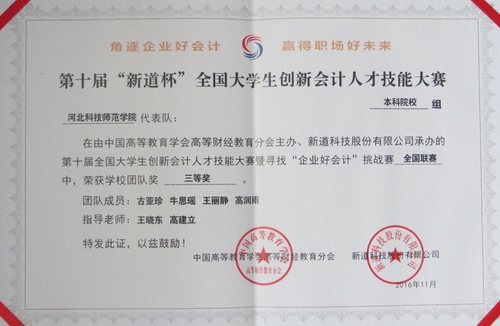 角逐企业好会计 赢得职场好未来
第十届“新道杯”全国大学生创新会计人才技能大赛
本科院校 组
河北科技师范学院 代表队：
在由中国高等教育学会高等财经教育分会主办、新道科技股份有限公司承办的
第十届全国大学生创新会计人才技能大赛暨寻找“企业好会计”挑战赛 全国联赛
中，荣获学校团队奖 三等奖
团队成员：古亚珍 牛思瑶 王丽静 高润雨
指导老师：王晓东 高建立
特发此证，以兹鼓励！
中国高等教育学会高等财经教育分会 新道科技股份有限公司
2016年11月